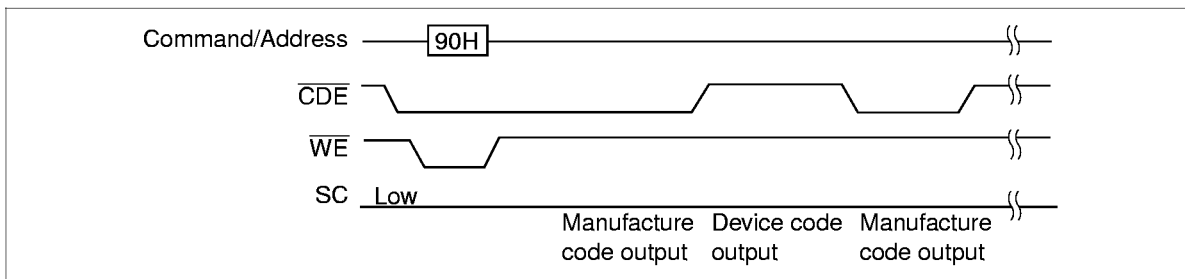 Command/Address
90H
CDE
WE
SC
Low
Manufacture code output
Device code output
Manufacture code output